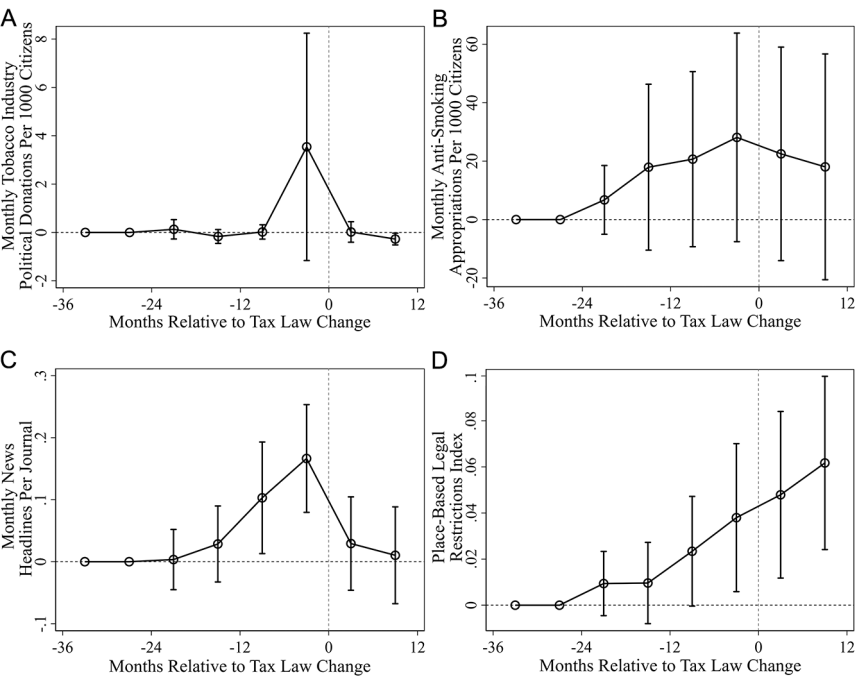 A
Monthly Tobacco Industry
Political Donations Per 1000 Citizens
8
6
4
2
0
-2
-36
-24
-12
0
12
Months Relative to Tax Law Change
B
Monthly Anti-Smoking
Appropriations Per 1000 Citizens
60
40
20
0
-20
-36
-24
-12
0
12
Months Relative to Tax Law Change
C
Monthly News
Headlines Per Journal
.3
.2
.1
0
-.1
-36
-24
-12
0
12
Months Relative to Tax Law Change
D
Place-Based Legal
Restrictions Index
.1
.08
.06
.04
.02
0
-36
-24
-12
0
12
Months Relative to Tax Law Change